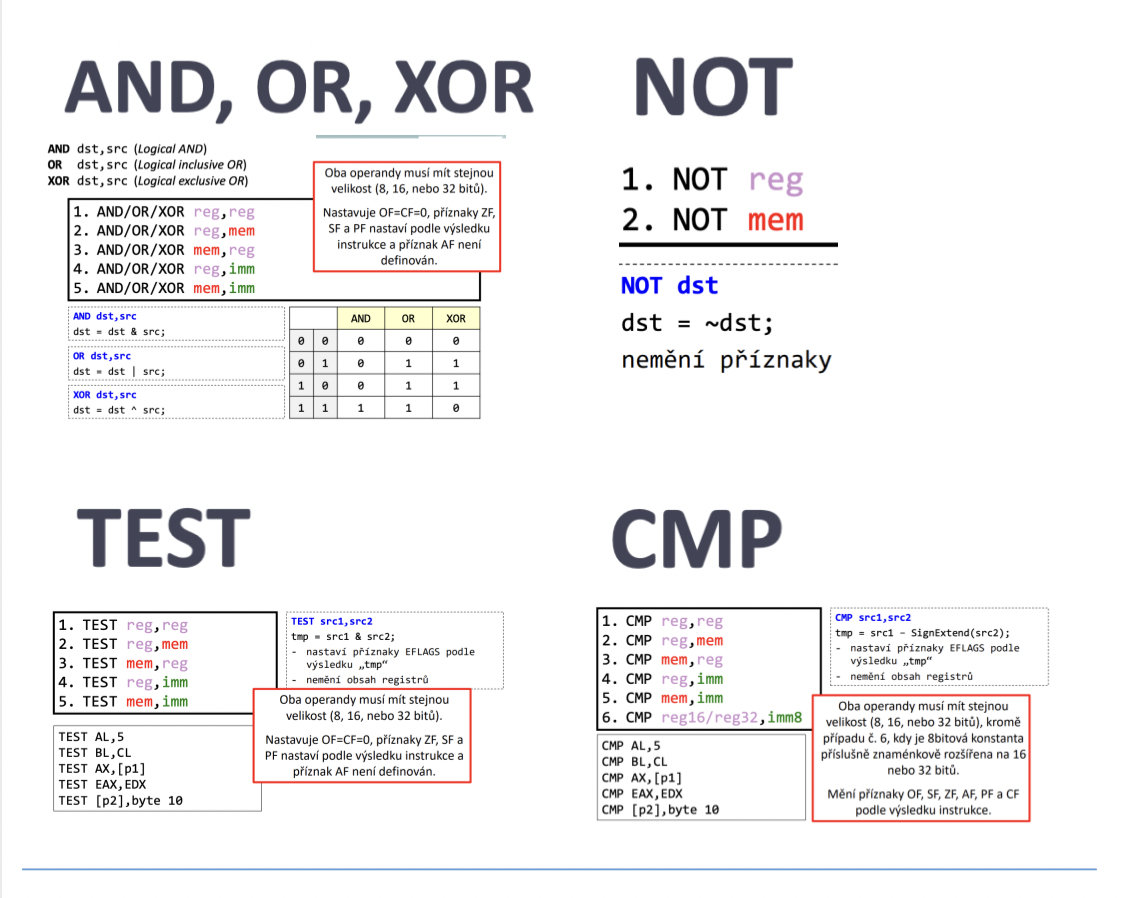 AND, OR, XOR
AND dst,src (Logical AND)
OR dst,src (Logical inclusive OR)
XOR dst,src (Logical exclusive OR)
Oba operandy musí mít stejnou
velikost (8, 16, nebo 32 bitů).
Nastavuje OF=CF=0, příznaky ZF,
SF a PF nastaví podle výsledku
instrukce a příznak AF není
definován.
1. AND/OR/XOR reg,reg
2. AND/OR/XOR reg,mem
3. AND/OR/XOR mem,reg
4. AND/OR/XOR reg,imm
5. AND/OR/XOR mem,imm
AND dst,src
dst = dst & src;
OR dst,src
dst = dst | src;
XOR dst,src
dst = dst ^ src;
AND OR XOR
0 0 0 0 0
0 1 0 1 1
1 0 0 1 1
1 1 1 1 0
NOT
1. NOT reg
2. NOT mem
NOT dst
dst = ~dst;
nemění příznaky
TEST
1. TEST reg,reg
2. TEST reg,mem
3. TEST mem,reg
4. TEST reg,imm
5. TEST mem,imm
TEST src1,src2
tmp = src1 & src2;
- nastaví příznaky EFLAGS podle
výsledku „tmp“
- nemění obsah registrů
Oba operandy musí mít stejnou
velikost (8, 16, nebo 32 bitů).
Nastavuje OF=CF=0, příznaky ZF, SF a
PF nastaví podle výsledku instrukce a
příznak AF není definován.
TEST AL,5
TEST BL,CL
TEST AX,[p1]
TEST EAX,EDX
TEST [p2],byte 10
CMP
1. CMP reg,reg
2. CMP reg,mem
3. CMP mem,reg
4. CMP reg,imm
5. CMP mem,imm
6. CMP reg16/reg32,imm8
CMP src1,src2
tmp = src1 – SignExtend(src2);
- nastaví příznaky EFLAGS podle
výsledku „tmp“
- nemění obsah registrů
Oba operandy musí mít stejnou
velikost (8, 16, nebo 32 bitů), kromě
případu č. 6, kdy je 8bitová konstanta
příslušně znaménkově rozšířena na 16
nebo 32 bitů.
Mění příznaky OF, SF, ZF, AF, PF a CF
podle výsledku instrukce.
CMP AL,5
CMP BL,CL
CMP AX,[p1]
CMP EAX,EDX
CMP [p2],byte 10